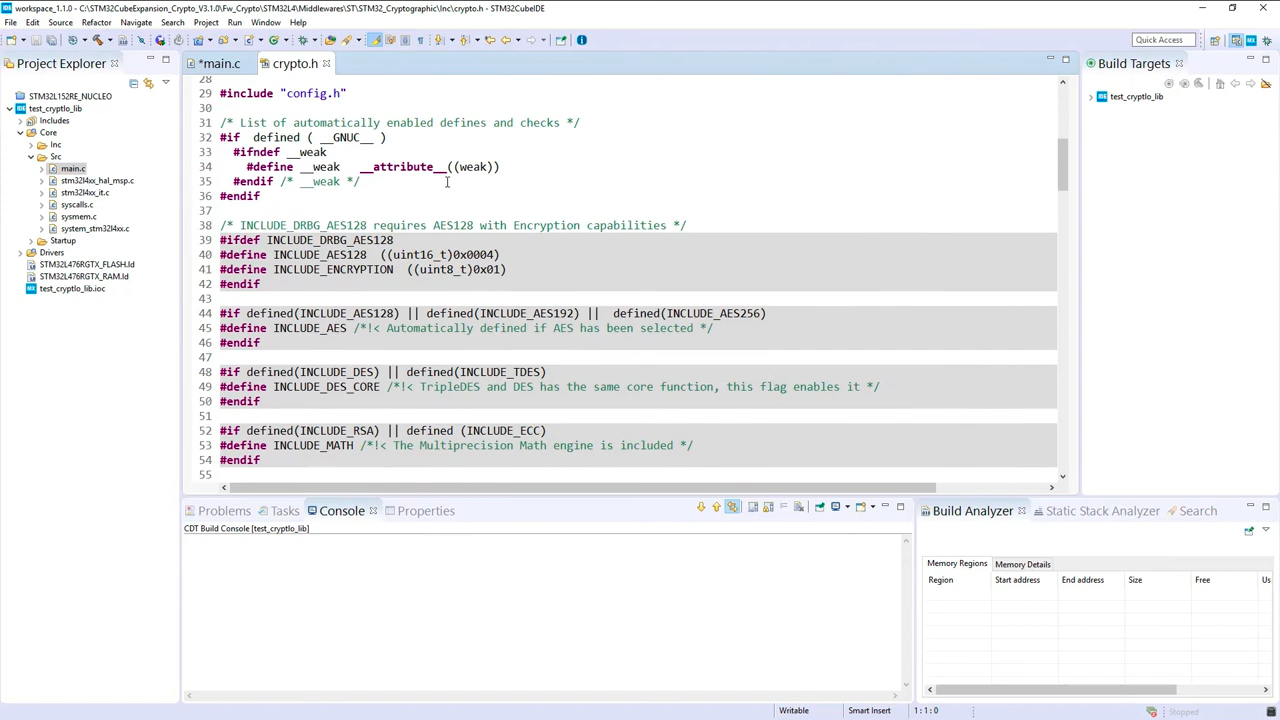 workspace_1.1.0 - C:\STM32CubeExpansion_Crypto_V3.1.0\Fw_Crypto\STM32L4\Middlewares\ST\STM32_Cryptographic\Inc\crypto.h - STM32CubeIDE
File Edit Source Refactor Navigate Search Project Run Window Help
Quick Access
Project Explorer
*main.c
crypto.h
Build Targets
STM32L152RE_NUCLEO
test_cryptlo_lib
Includes
Core
Inc
Src
main.c
stm32l4xx_hal_msp.c
stm32l4xx_it.c
syscalls.c
sysmem.c
system_stm32l4xx.c
Startup
Drivers
STM32L476RGTX_FLASH.ld
STM32L476RGTX_RAM.ld
test_cryptlo_lib.ioc
28
29 #include "config.h"
30
31 /* List of automatically enabled defines and checks */
32 #if defined ( __GNUC__ )
33 #ifndef __weak
34 #define __weak __attribute__((weak))
35 #endif /* __weak */
36 #endif
37
38 /* INCLUDE_DRBG_AES128 requires AES128 with Encryption capabilities */
39 #ifdef INCLUDE_DRBG_AES128
40 #define INCLUDE_AES128 ((uint16_t)0x0004)
41 #define INCLUDE_ENCRYPTION ((uint8_t)0x01)
42 #endif
43
44 #if defined(INCLUDE_AES128) || defined(INCLUDE_AES192) || defined(INCLUDE_AES256)
45 #define INCLUDE_AES /*!< Automatically defined if AES has been selected */
46 #endif
47
48 #if defined(INCLUDE_DES) || defined(INCLUDE_TDES)
49 #define INCLUDE_DES_CORE /*!< TripleDES and DES has the same core function, this flag enables it */
50 #endif
51
52 #if defined(INCLUDE_RSA) || defined (INCLUDE_ECC)
53 #define INCLUDE_MATH /*!< The Multiprecision Math engine is included */
54 #endif
55
test_cryptlo_lib
Problems Tasks Console Properties
CDT Build Console [test_cryptlo_lib]
Build Analyzer Static Stack Analyzer Search
Memory Regions Memory Details
Region Start address End address Size Free Us
Writable Smart Insert 1:1:0 Stopped